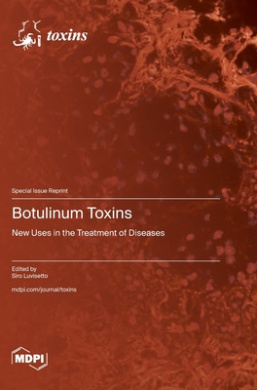 toxins
Special Issue Reprint
Botulinum Toxins
New Uses in the Treatment of Diseases
Edited by
Siro Luvisetto
mdpi.com/journal/toxins
MDPI